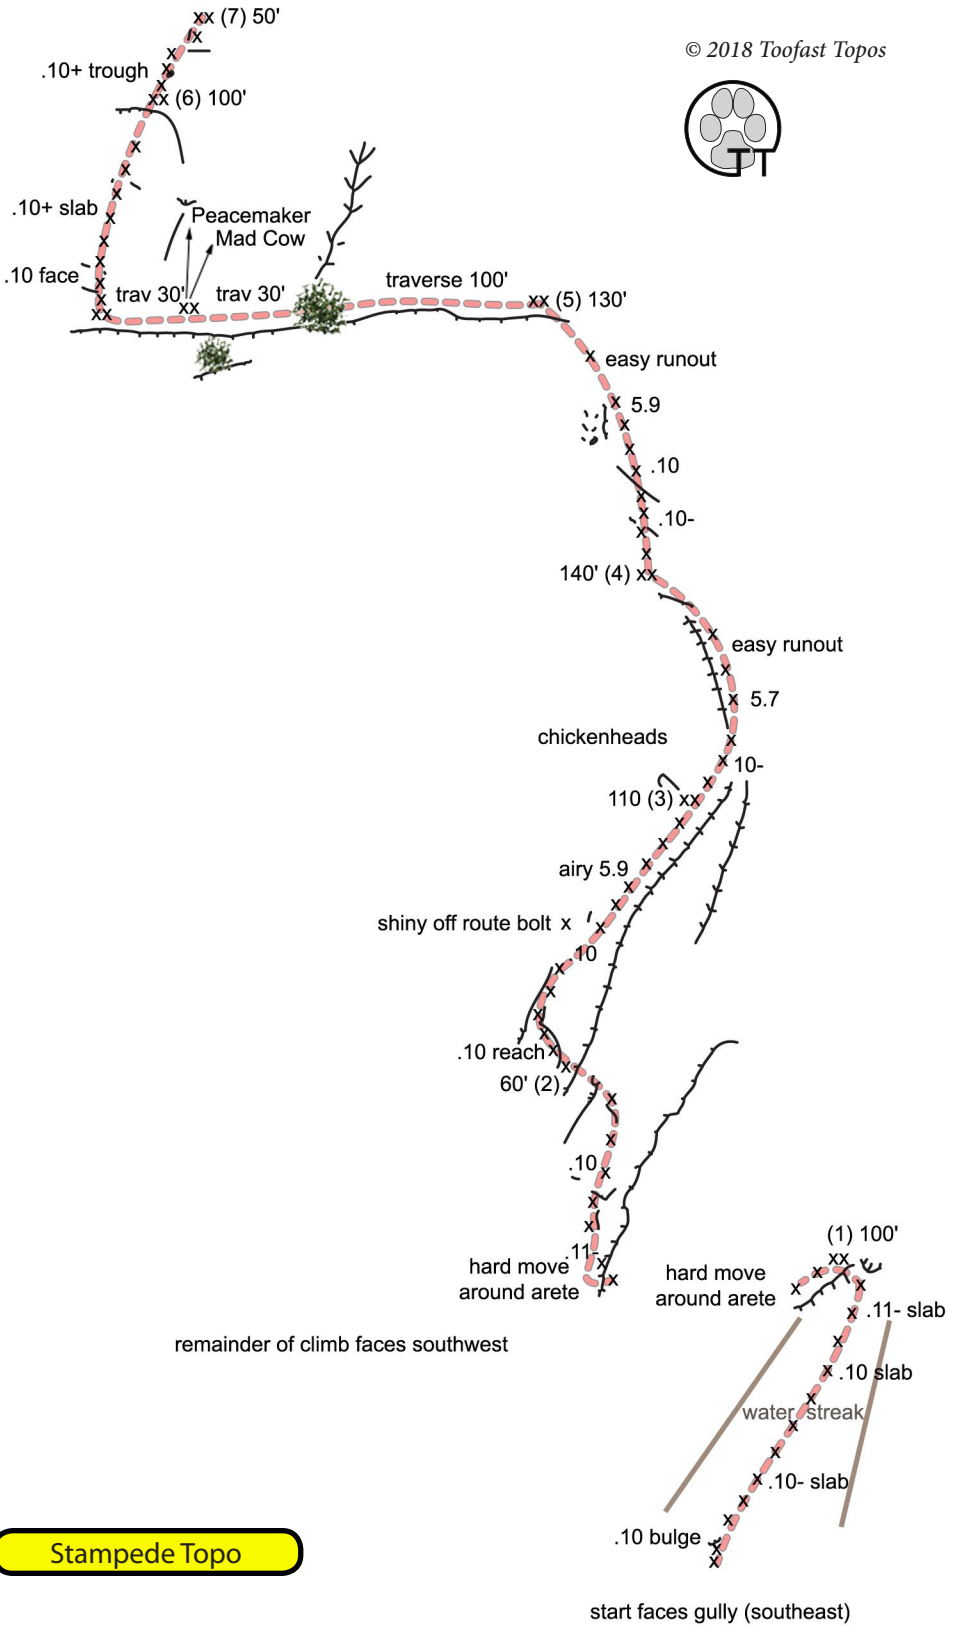 xx (7) 50'
© 2018 Toofast Topos
.10+ trough
xx (6) 100'
TT
.10+ slab
Peacemaker
Mad Cow
.10 face
trav 30'
trav 30'
traverse 100'
xx
xx
xx (5) 130'
easy runout
5.9
.10
.10-
140' (4) xx
easy runout
5.7
chickenheads
10-
110 (3) xx
airy 5.9
shiny off route bolt x
.10
.10 reach
60' (2)
.10
.11-
hard move
around arete
(1) 100'
xx
hard move
around arete
.11- slab
remainder of climb faces southwest
.10 slab
water streak
.10- slab
.10 bulge
Stampede Topo
start faces gully (southeast)